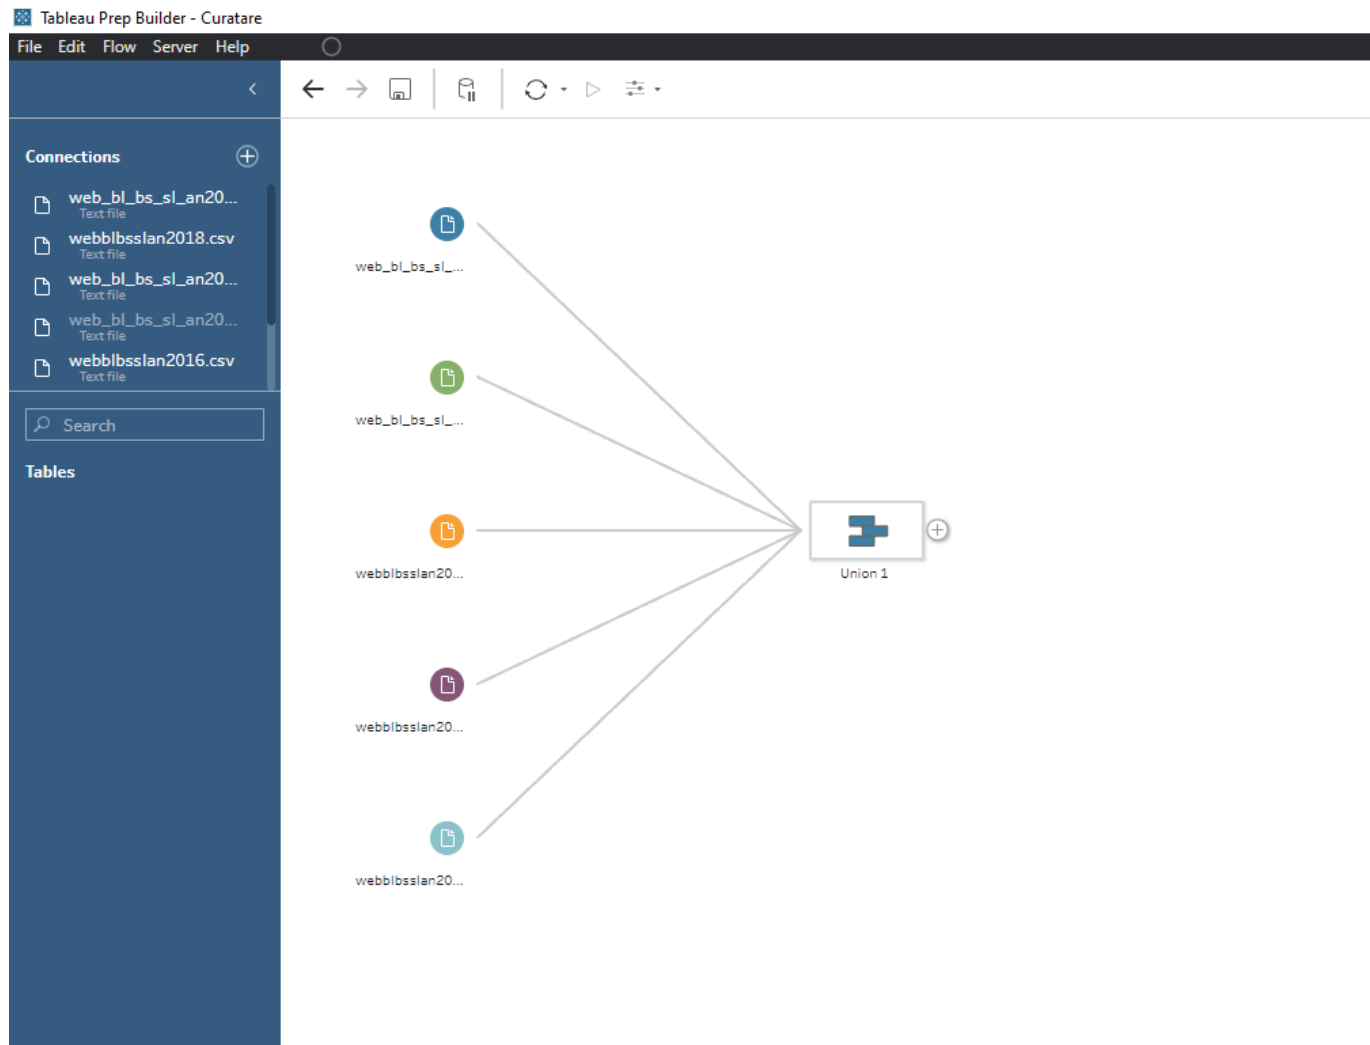 Tableau Prep Builder - Curatare
File Edit Flow Server Help
Connections
web_bl_bs_sl_an20...
Text file
webblbsslan2018.csv
Text file
web_bl_bs_sl_an20...
Text file
web_bl_bs_sl_an20...
Text file
webblbsslan2016.csv
Text file
Search
Tables
web_bl_bs_sl_...
web_bl_bs_sl_...
webblbsslan20...
webblbsslan20...
webblbsslan20...
Union 1